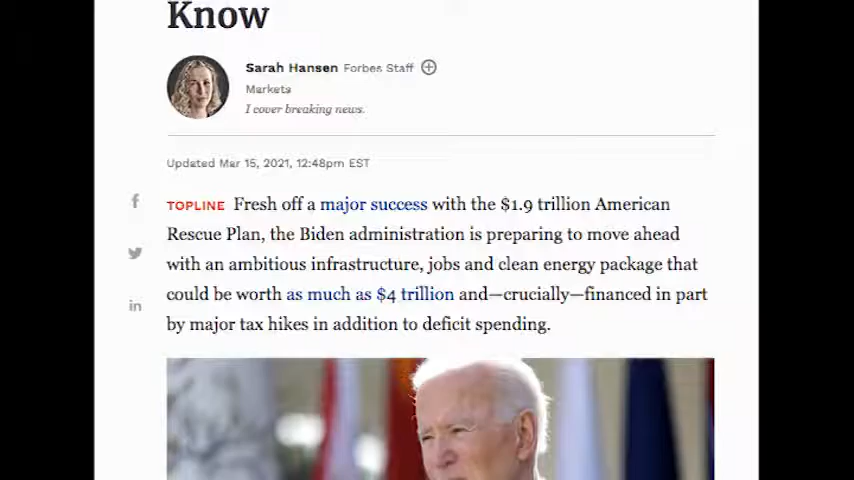 Know
Sarah Hansen Forbes Staff
Markets
I cover breaking news.
Updated Mar 15, 2021, 12:48pm EST
TOPLINE Fresh off a major success with the $1.9 trillion American
Rescue Plan, the Biden administration is preparing to move ahead
with an ambitious infrastructure, jobs and clean energy package that
could be worth as much as $4 trillion and—crucially—financed in part
by major tax hikes in addition to deficit spending.